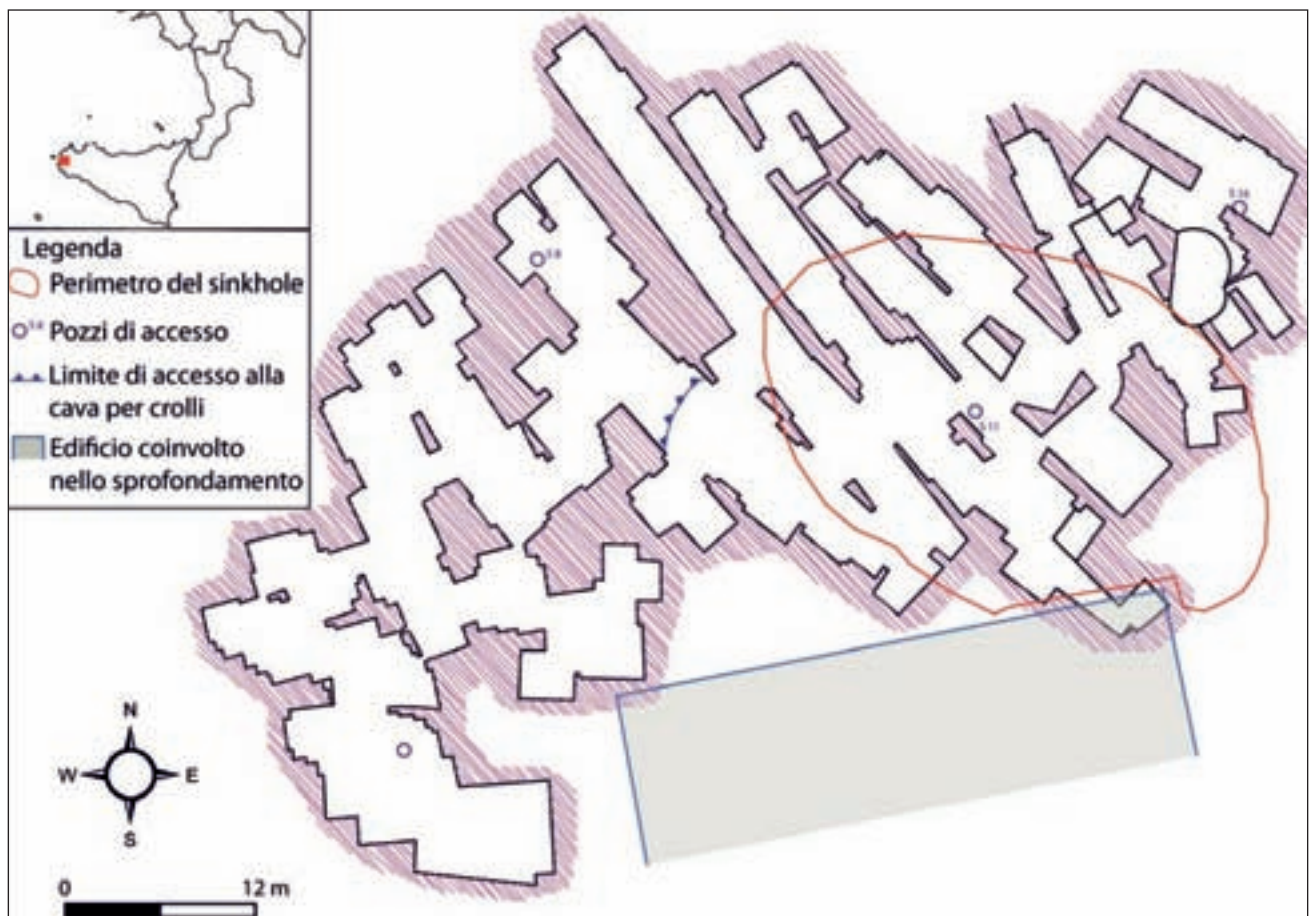 Legenda
Perimetro del sinkhole
Pozzi di accesso
Limite di accesso alla
cava per crolli
Edificio coinvolto
nello sprofondamento
N
W E
S
0 12 m